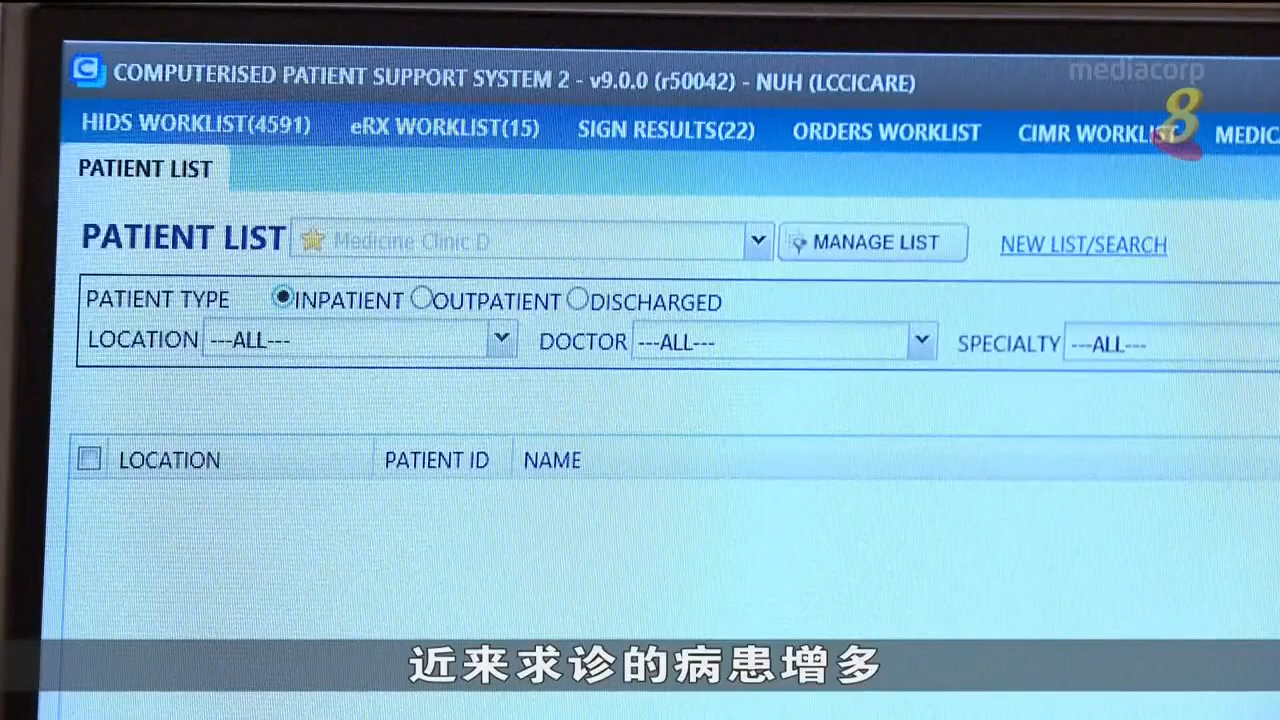 COMPUTERISED PATIENT SUPPORT SYSTEM 2 - v9.0.0 (r50042) - NUH (LCCICARE)
mediacorp
8
HIDS WORKLIST(4591) eRX WORKLIST(15) SIGN RESULTS(22) ORDERS WORKLIST CIMR WORKLIST MEDIC
PATIENT LIST
PATIENT LIST Medicine Clinic D MANAGE LIST NEW LIST/SEARCH
PATIENT TYPE INPATIENT OUTPATIENT DISCHARGED
LOCATION ---ALL--- DOCTOR ---ALL--- SPECIALTY ---ALL---
LOCATION PATIENT ID NAME
近来求诊的病患增多